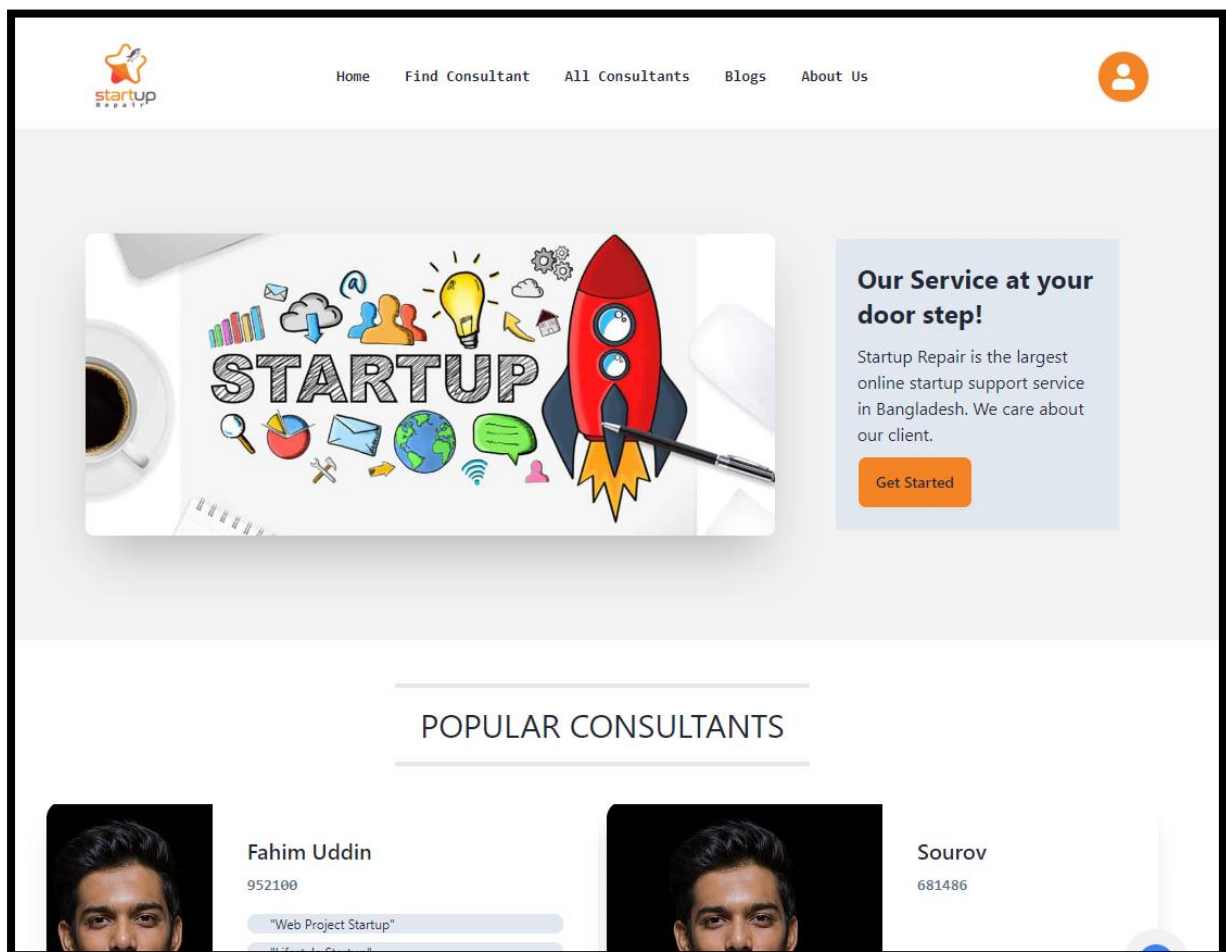 startup
Repair
Home Find Consultant All Consultants Blogs About Us
@
STARTUP
Our Service at your
door step!
Startup Repair is the largest
online startup support service
in Bangladesh. We care about
our client.
Get Started
POPULAR CONSULTANTS
Fahim Uddin
952100
"Web Project Startup"
"Lifestyle Startup"
Sourov
681486